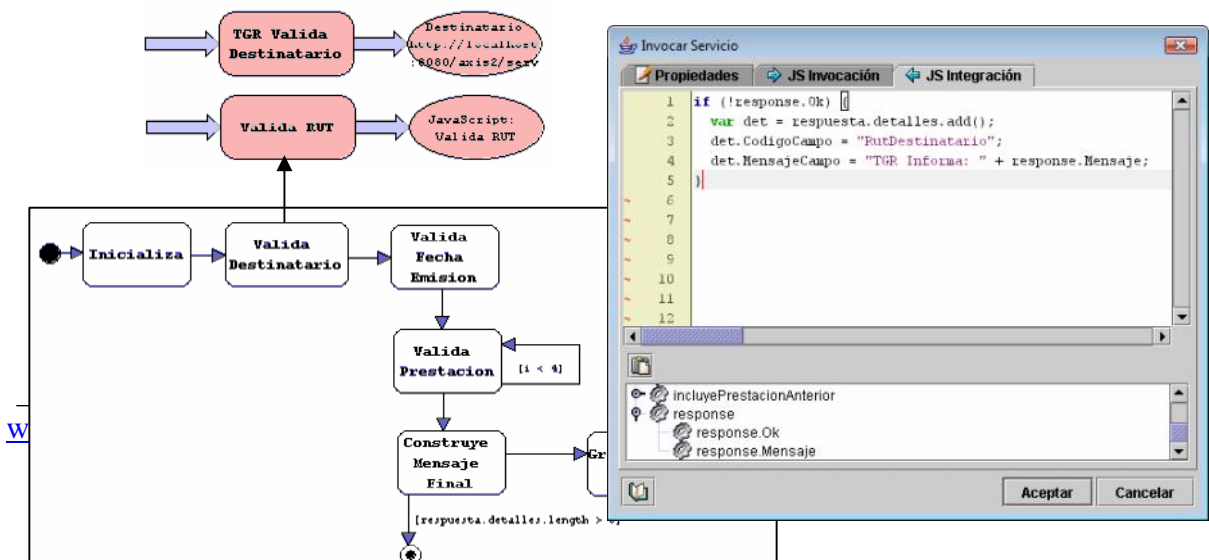 TGR Valida
Destinatario
Destinatario
http://localhost
:8080/axis2/serv
Valida RUT
JavaScript:
Valida RUT
Inicializa
Valida
Destinatario
Valida
Fecha
Emision
Valida
Prestacion
[i < 4]
Construye
Mensaje
Final
Gr
[respuesta.detalles.length >
W
Invocar Servicio
Propiedades
JS Invocación
JS Integración
1 if (!response.Ok) {
2 var det = respuesta.detalles.add();
3 det.CodigoCampo = "RutDestinatario";
4 det.MensajeCampo = "TGR Informa: " + response.Mensaje;
5 }
6
7
8
9
10
11
12
incluyePrestacionAnterior
response
response.Ok
response.Mensaje
Aceptar
Cancelar